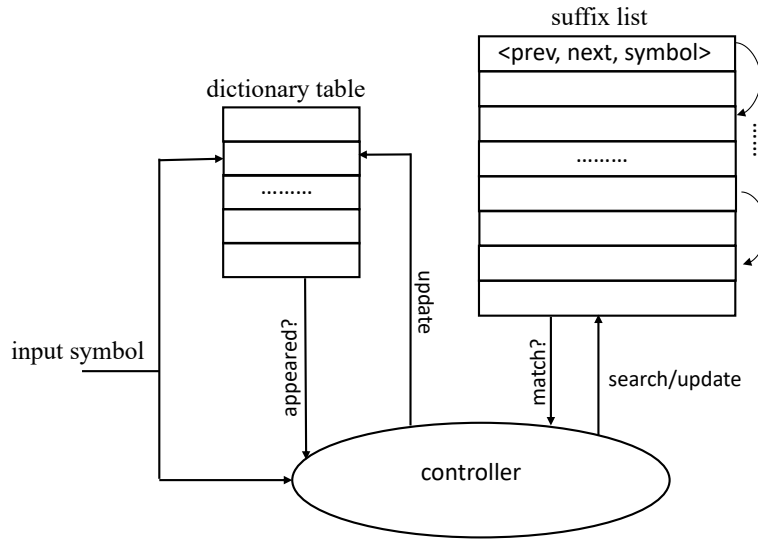 suffix list
<prev, next, symbol>
dictionary table
......
.........
.........
update
appeared?
input symbol
match?
search/update
controller